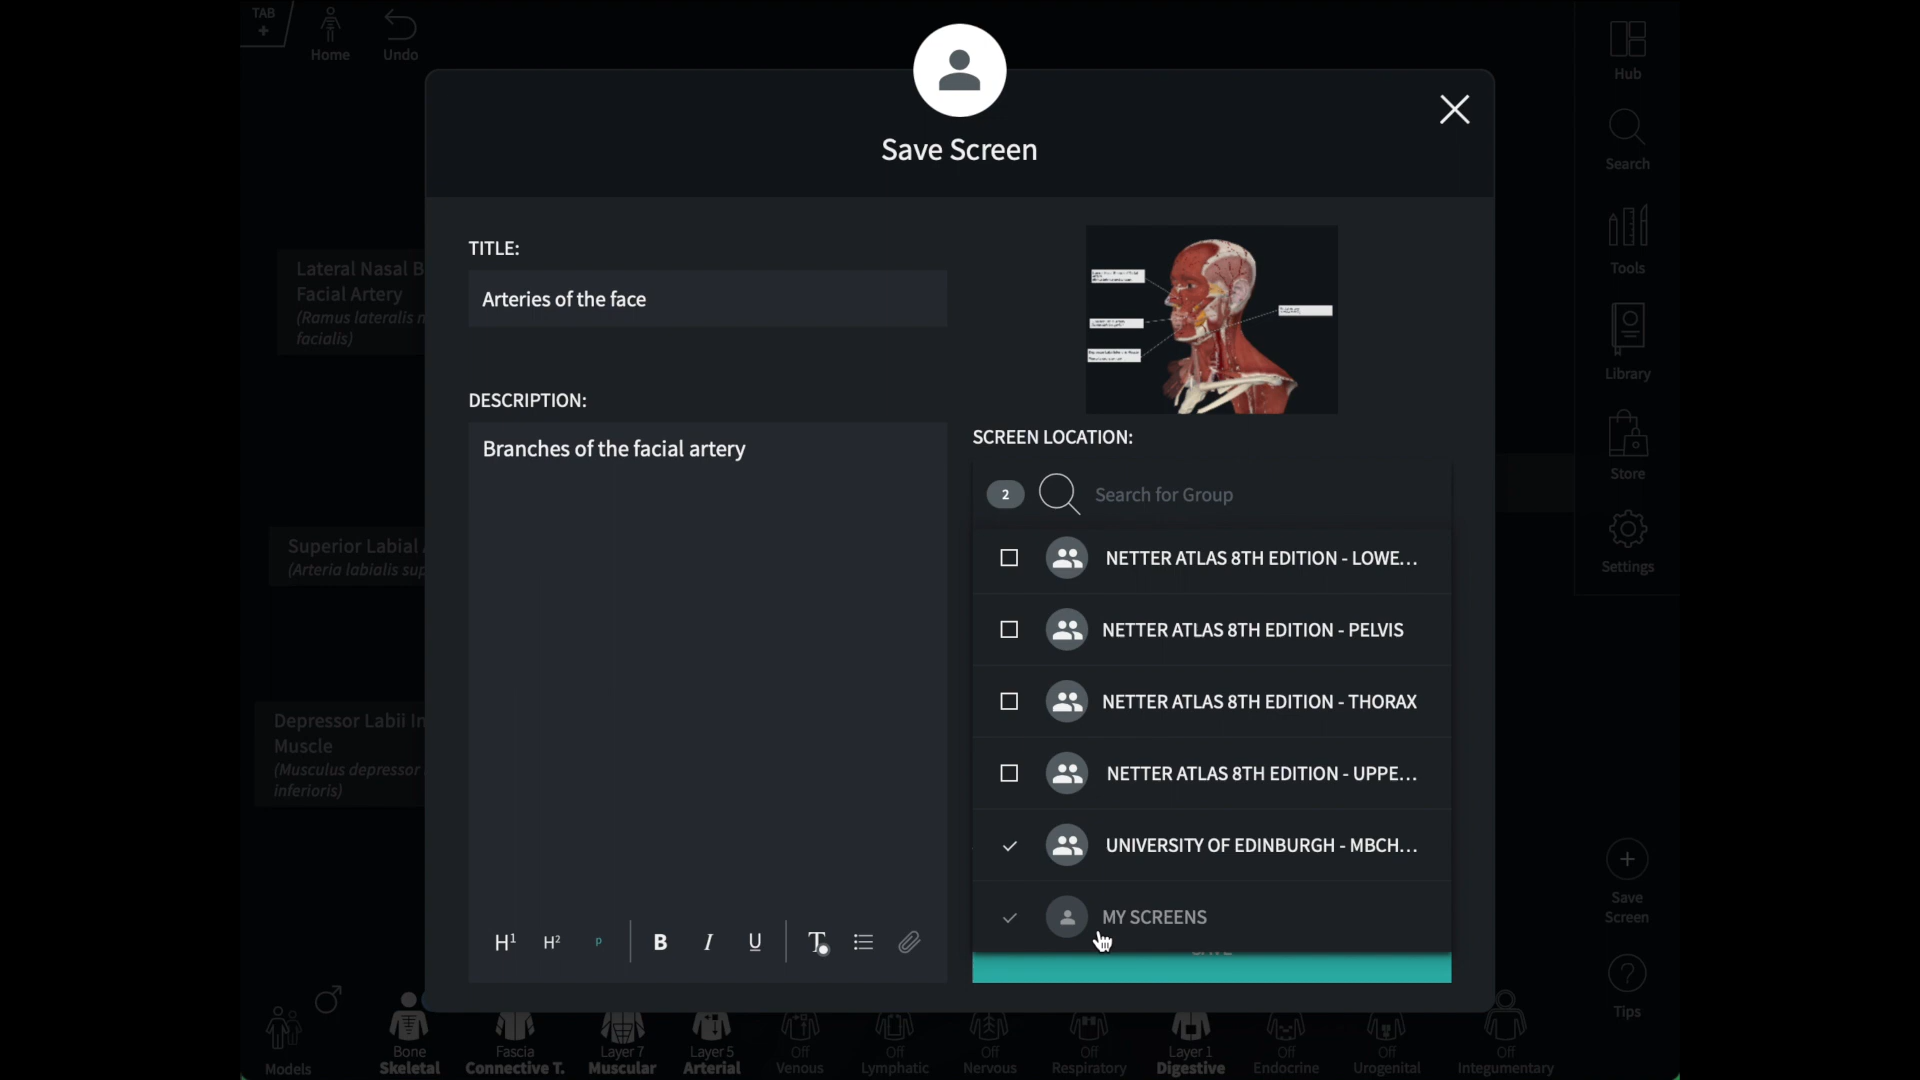 TAB
+
Home
Undo
Save Screen
Hub
Search
Tools
Library
Store
Settings
Save
Screen
Tips
Lateral Nasal B
Facial Artery
(Ramus lateralis n
facialis)
Superior Labial
(Arteria labialis sup
Depressor Labii In
Muscle
(Musculus depressor
inferioris)
TITLE:
Arteries of the face
DESCRIPTION:
Branches of the facial artery
H1 H2 p B I U T
SCREEN LOCATION:
2 Search for Group
NETTER ATLAS 8TH EDITION - LOWE...
NETTER ATLAS 8TH EDITION - PELVIS
NETTER ATLAS 8TH EDITION - THORAX
NETTER ATLAS 8TH EDITION - UPPE...
UNIVERSITY OF EDINBURGH - MBCH...
MY SCREENS
Models
Bone
Skeletal
Fascia
Connective T.
Layer 7
Muscular
Layer 5
Arterial
Off
Venous
Off
Lymphatic
Off
Nervous
Off
Respiratory
Layer 1
Digestive
Off
Endocrine
Off
Urogenital
Off
Integumentary